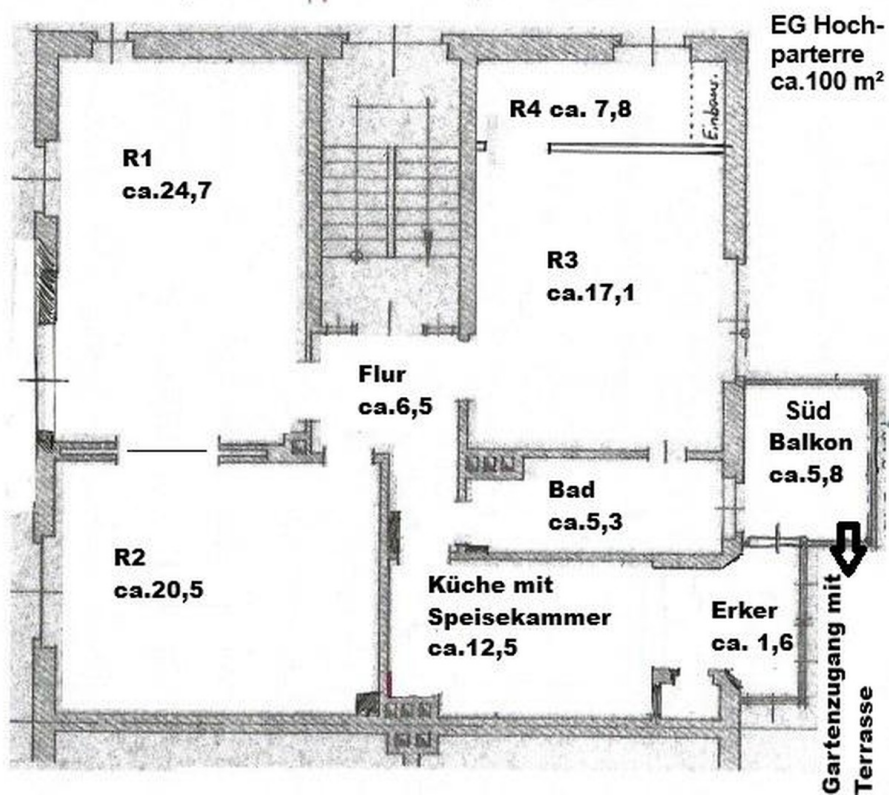 EG Hoch-
parterre
ca.100 m²
R4 ca. 7,8
Einbaus.
R1
ca.24,7
R3
ca.17,1
Flur
ca.6,5
Süd
Balkon
ca.5,8
Bad
ca.5,3
R2
ca.20,5
Küche mit
Speisekammer
ca.12,5
Erker
ca. 1,6
Gartenzugang mit
Terrasse